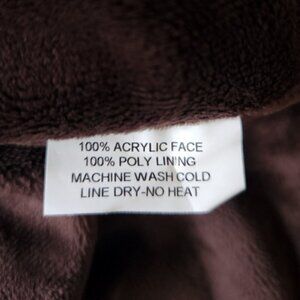 100% ACRYLIC FACE
100% POLY LINING
MACHINE WASH COLD
LINE DRY-NO HEAT